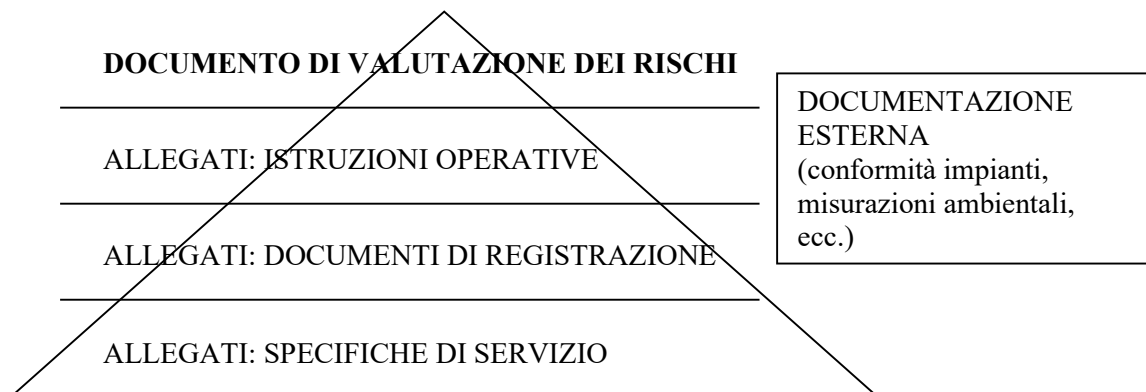 DOCUMENTO DI VALUTAZIONE DEI RISCHI
ALLEGATI: ISTRUZIONI OPERATIVE
ALLEGATI: DOCUMENTI DI REGISTRAZIONE
ALLEGATI: SPECIFICHE DI SERVIZIO
DOCUMENTAZIONE
ESTERNA
(conformità impianti,
misurazioni ambientali,
ecc.)